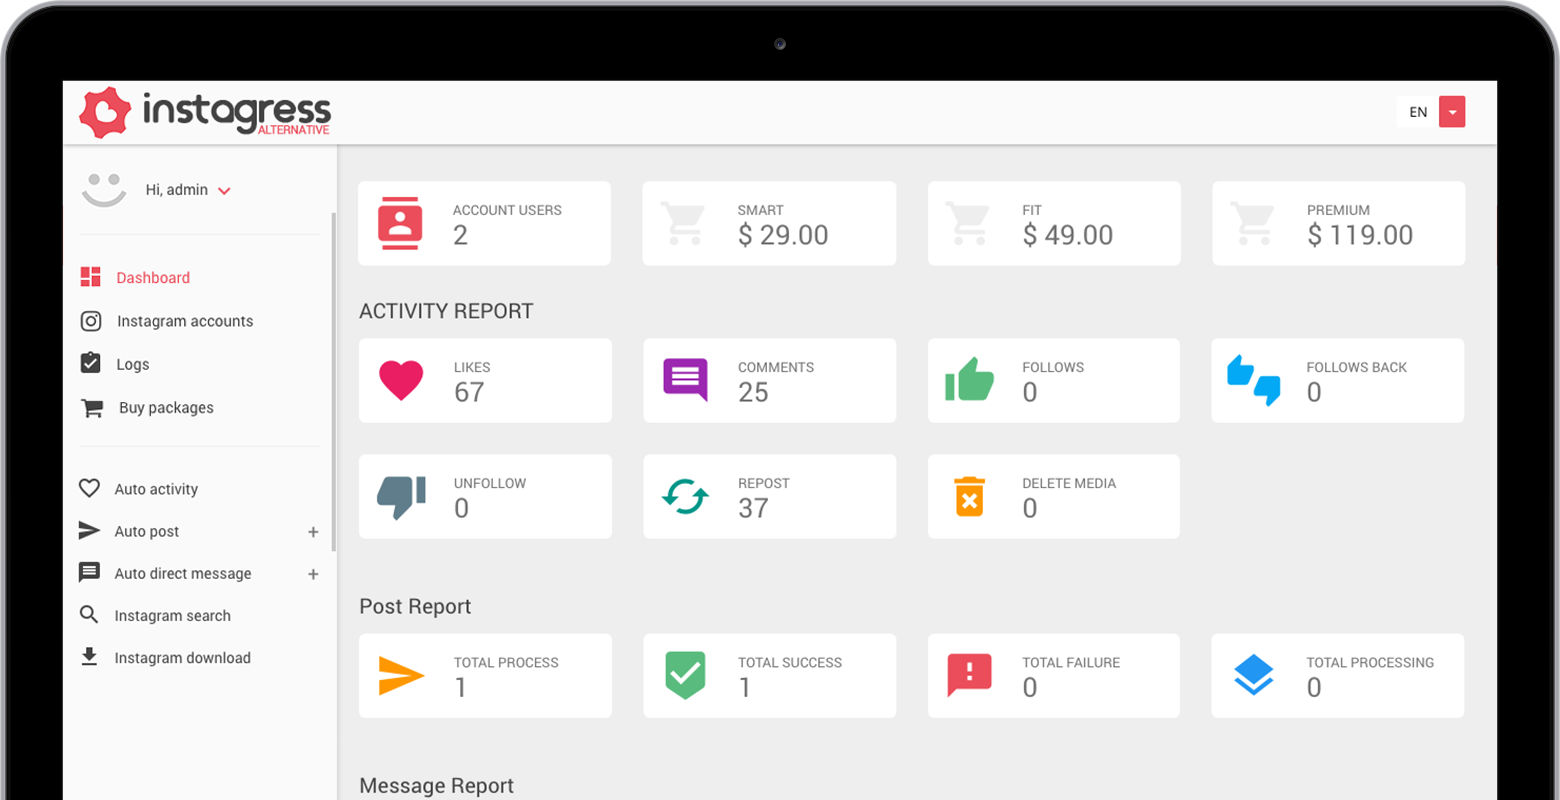 instagress
ALTERNATIVE
EN
Hi, admin
Dashboard
Instagram accounts
Logs
Buy packages
Auto activity
Auto post +
Auto direct message +
Instagram search
Instagram download
ACCOUNT USERS
2
SMART
$ 29.00
FIT
$ 49.00
PREMIUM
$ 119.00
ACTIVITY REPORT
LIKES
67
COMMENTS
25
FOLLOWS
0
FOLLOWS BACK
0
UNFOLLOW
0
REPOST
37
DELETE MEDIA
0
Post Report
TOTAL PROCESS
1
TOTAL SUCCESS
1
TOTAL FAILURE
0
TOTAL PROCESSING
0
Message Report